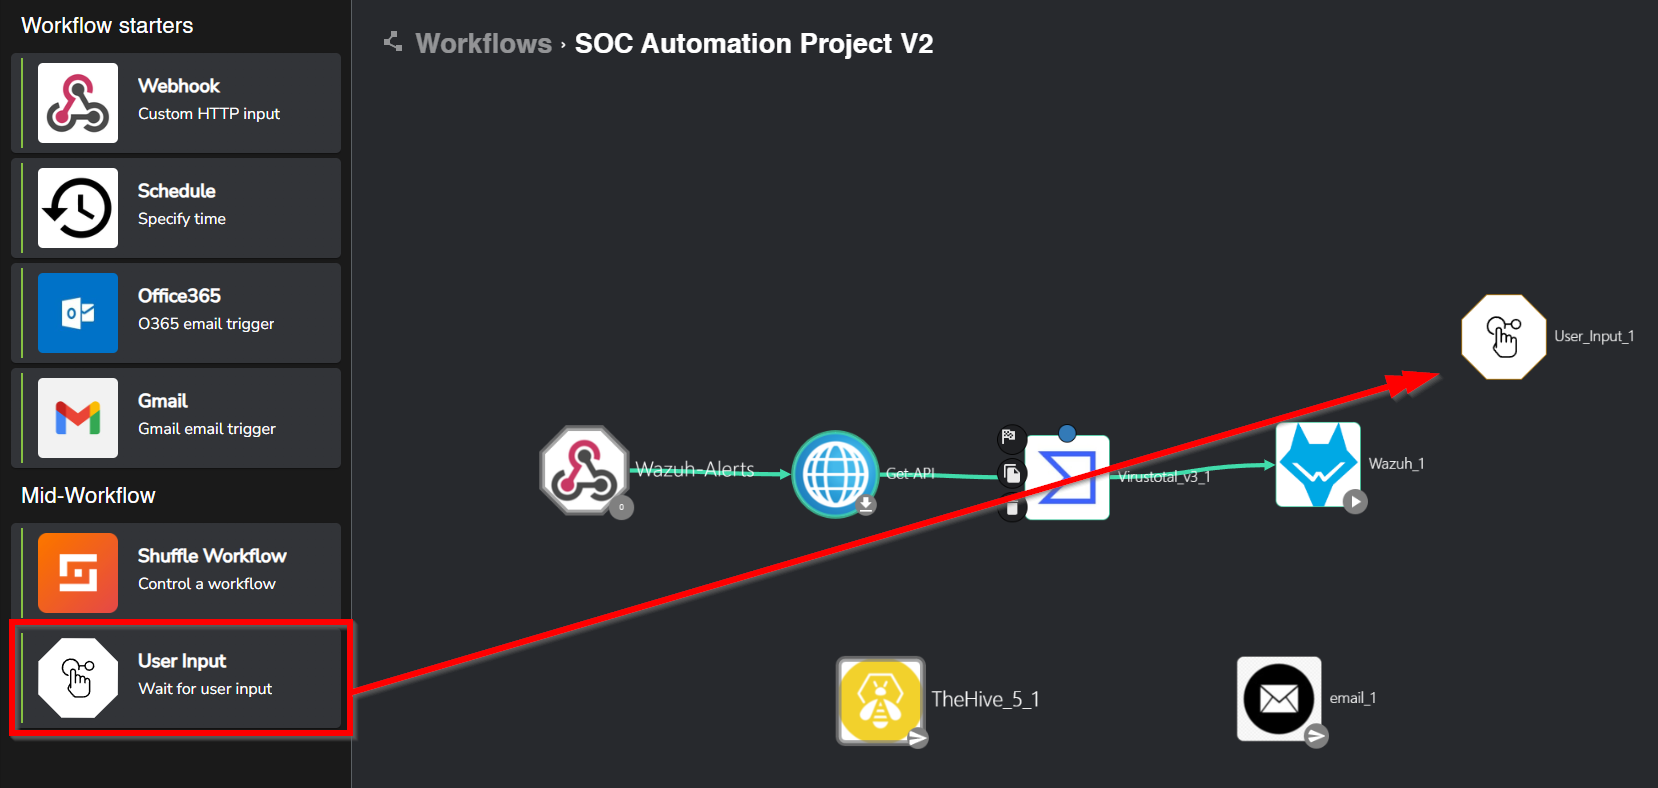 Workflow starters
Webhook
Custom HTTP input
Schedule
Specify time
Office365
O365 email trigger
Gmail
Gmail email trigger
Mid-Workflow
Shuffle Workflow
Control a workflow
User Input
Wait for user input
Workflows › SOC Automation Project V2
User_Input_1
Wazuh-Alerts
0
Get-API
Virustotal_v3_1
Wazuh_1
TheHive_5_1
email_1